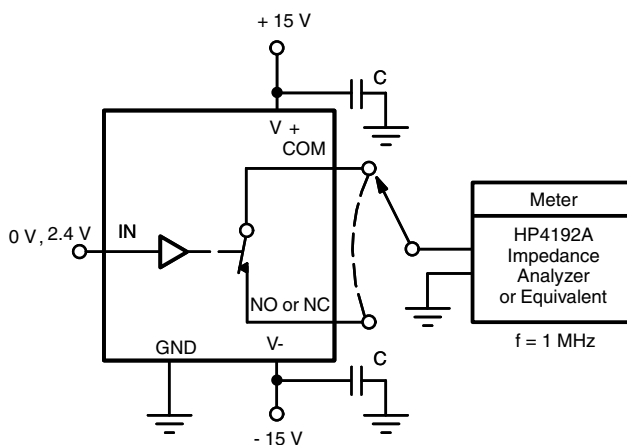 + 15 V
C
V +
COM
Meter
0 V, 2.4 V
IN
HP4192A
Impedance
Analyzer
or Equivalent
NO or NC
GND
V-
f = 1 MHz
C
- 15 V